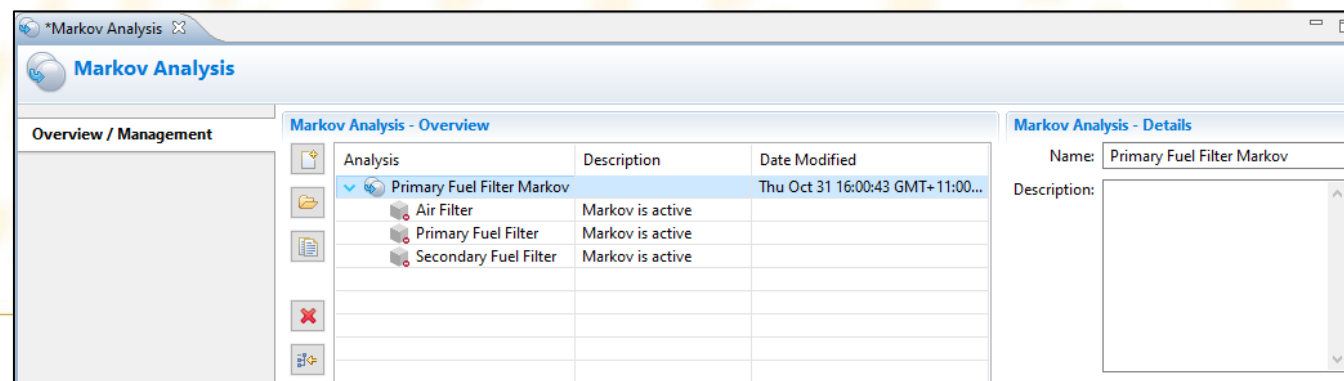 *Markov Analysis
Markov Analysis
Overview / Management
Markov Analysis - Overview
Analysis Description Date Modified
Primary Fuel Filter Markov Thu Oct 31 16:00:43 GMT+11:00...
Air Filter Markov is active
Primary Fuel Filter Markov is active
Secondary Fuel Filter Markov is active
Markov Analysis - Details
Name: Primary Fuel Filter Markov
Description: